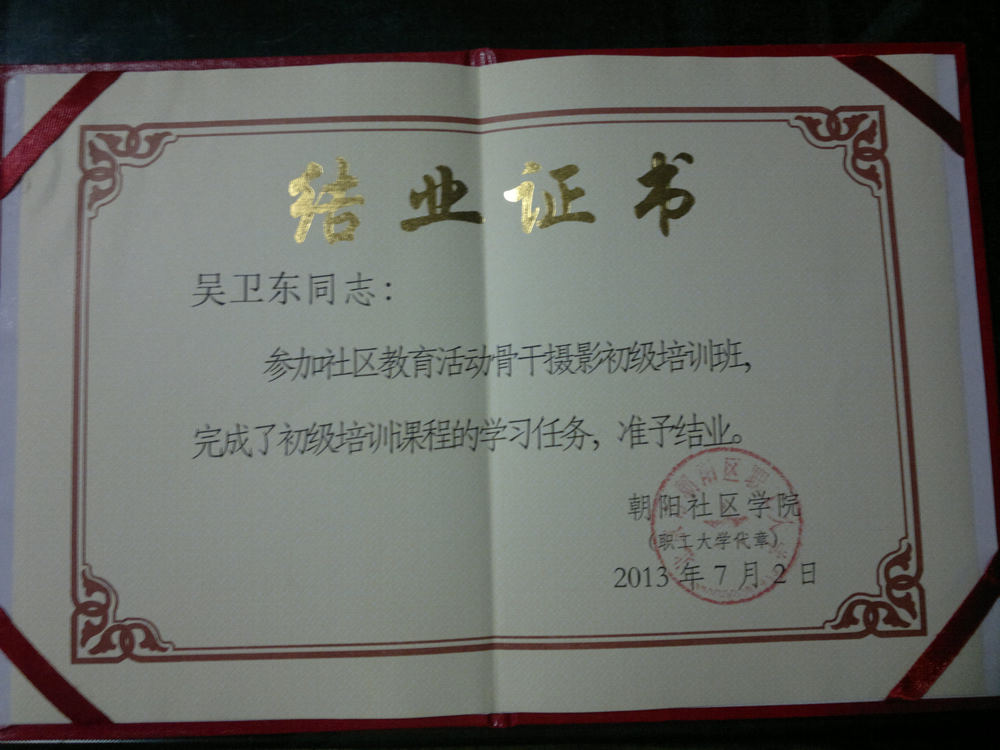 结业证书
吴卫东同志：
参加社区教育活动骨干摄影初级培训班，
完成了初级培训课程的学习任务，准予结业。
朝阳社区学院
（职工大学代章）
2013年7月2日